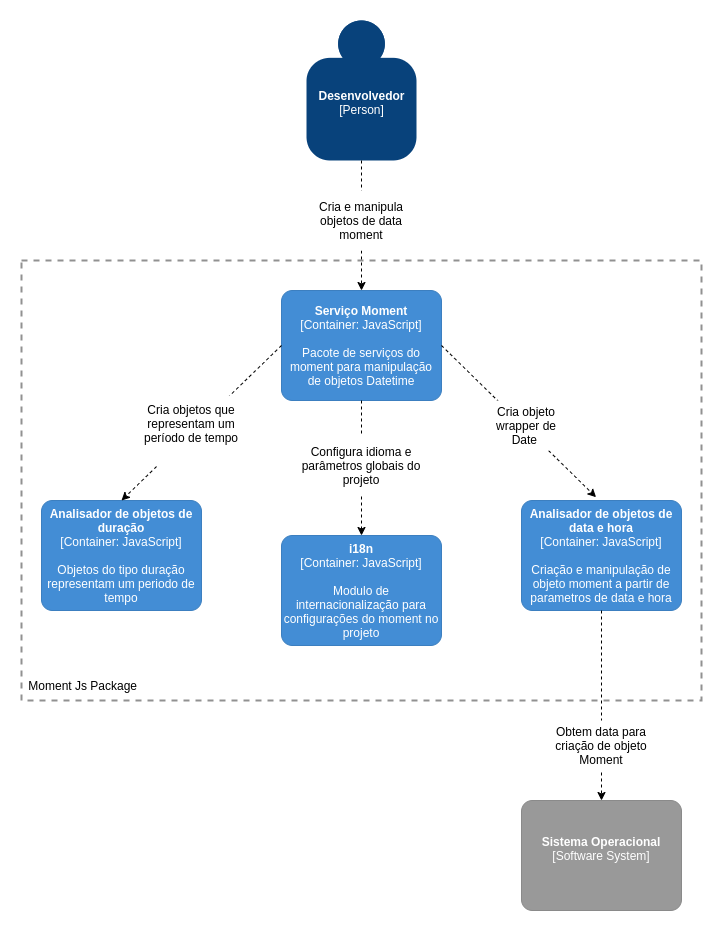 Desenvolvedor
[Person]
Cria e manipula
objetos de data
moment
Serviço Moment
[Container: JavaScript]
Pacote de serviços do
moment para manipulação
de objetos Datetime
Cria objetos que
representam um
período de tempo
Configura idioma e
parâmetros globais do
projeto
Cria objeto
wrapper de
Date
Analisador de objetos de
duração
[Container: JavaScript]
Objetos do tipo duração
representam um periodo de
tempo
i18n
[Container: JavaScript]
Modulo de
internacionalização para
configurações do moment no
projeto
Analisador de objetos de
data e hora
[Container: JavaScript]
Criação e manipulação de
objeto moment a partir de
parametros de data e hora
Moment Js Package
Obtem data para
criação de objeto
Moment
Sistema Operacional
[Software System]